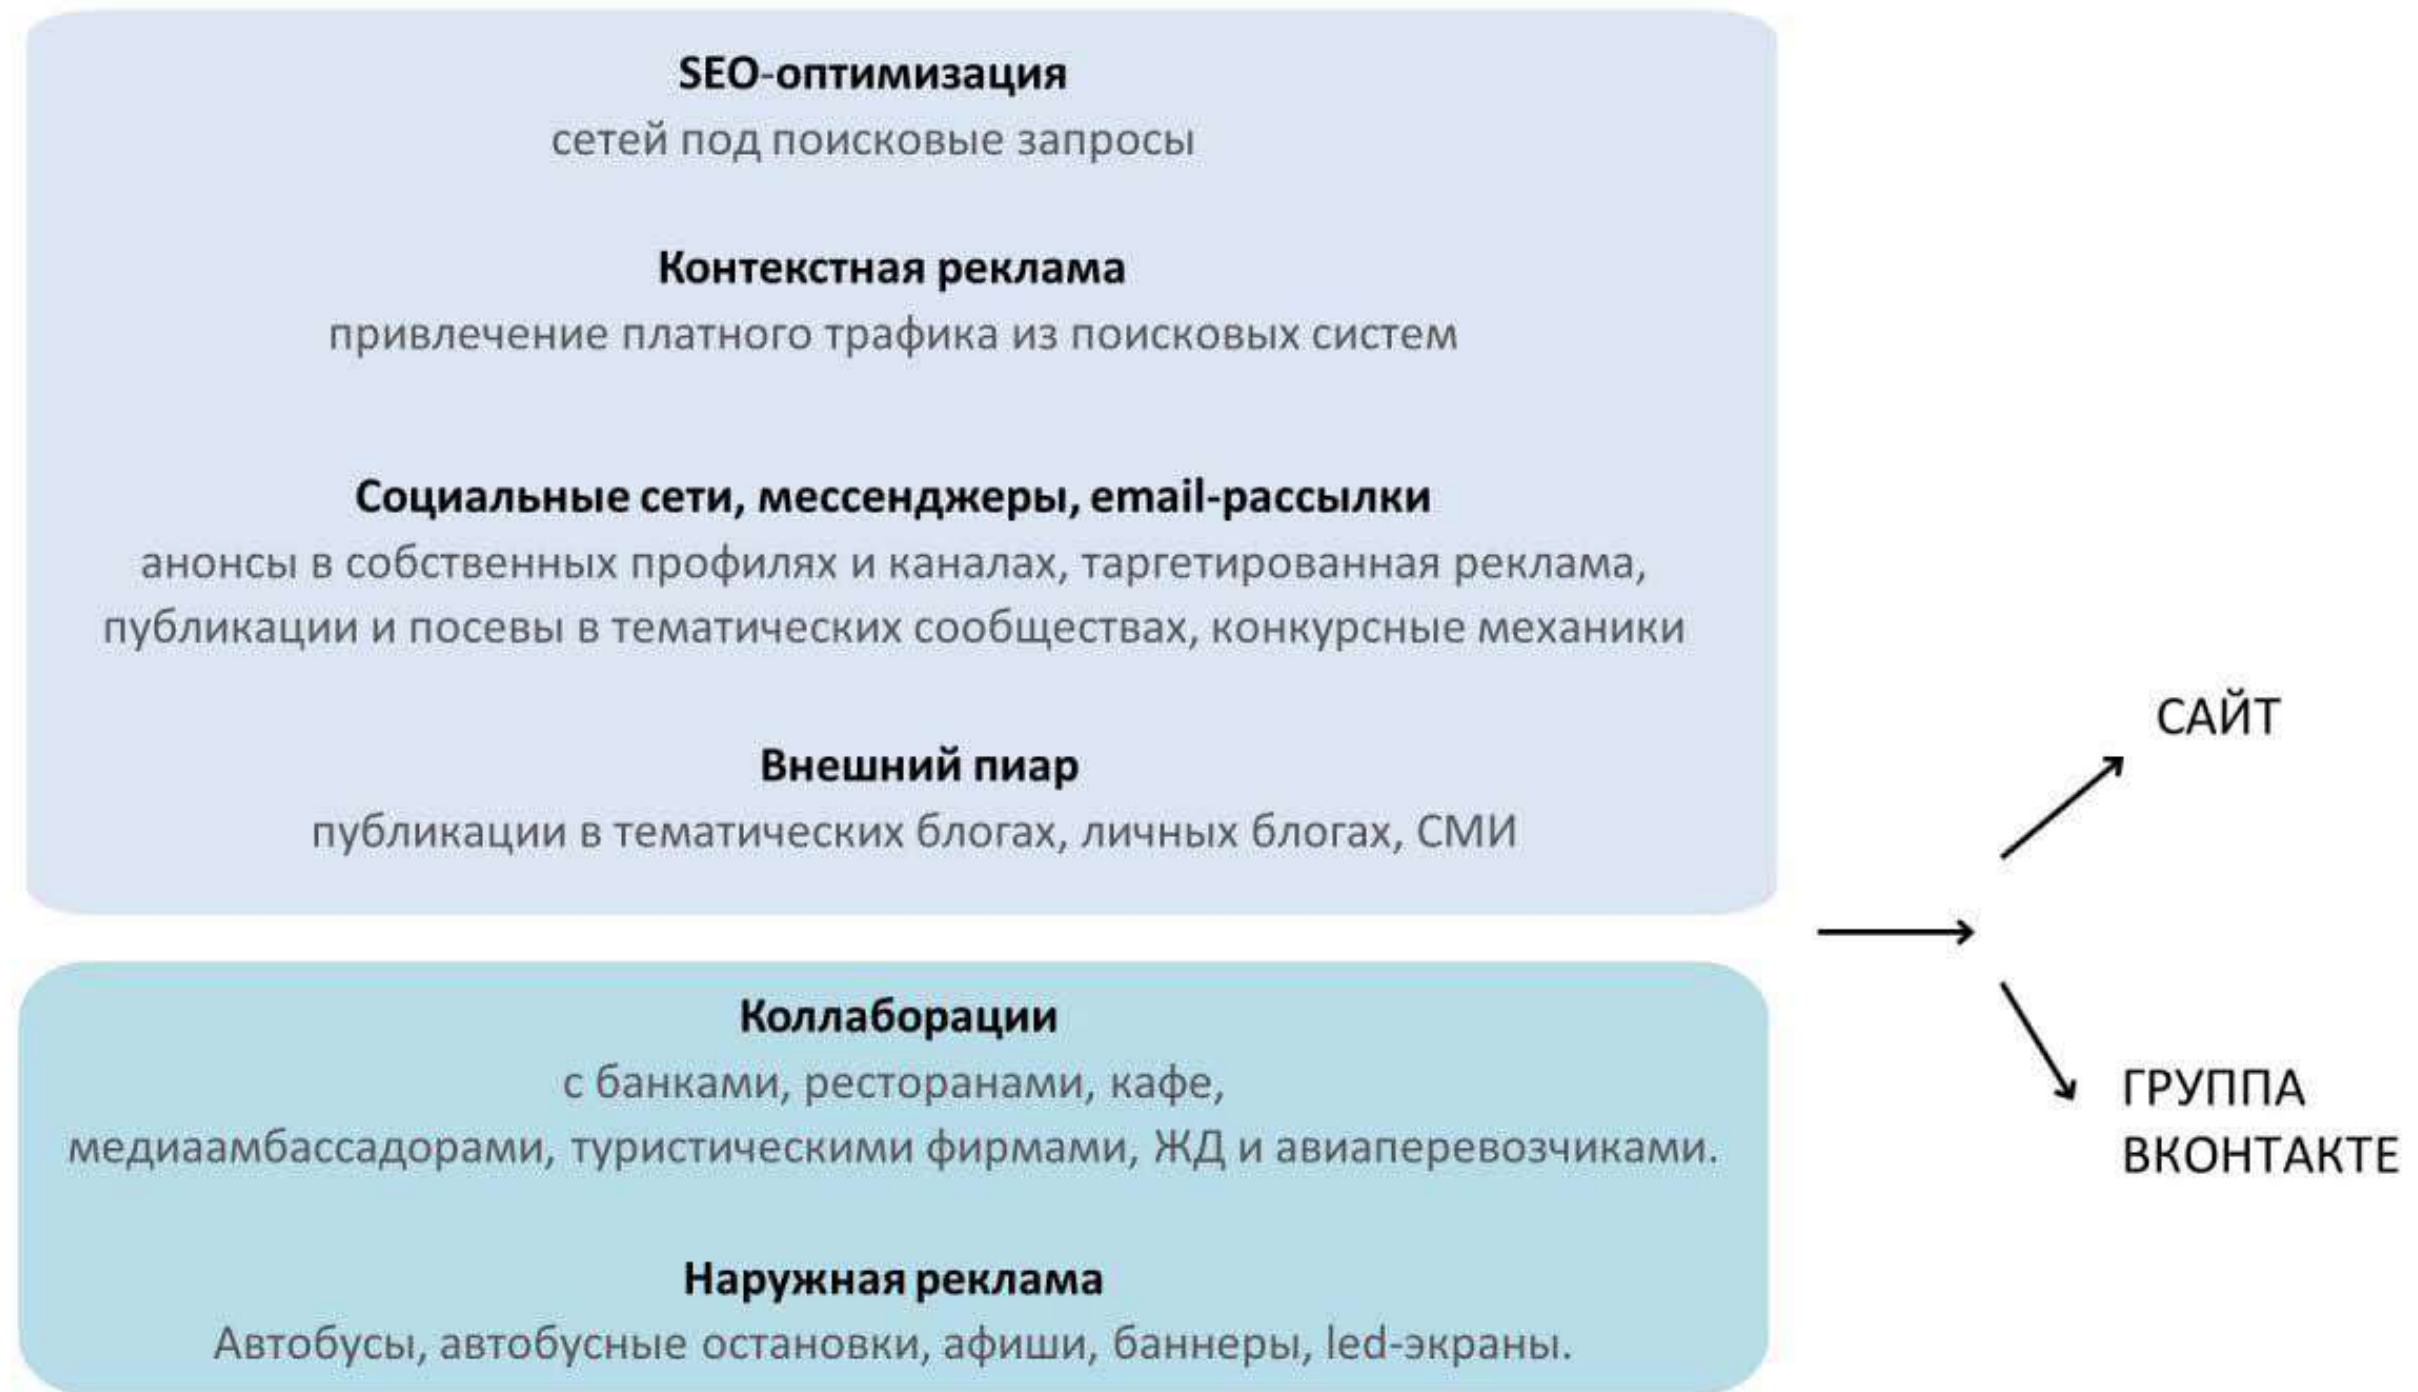 SEO-оптимизация
сетей под поисковые запросы
Контекстная реклама
привлечение платного трафика из поисковых систем
Социальные сети, мессенджеры, email-рассылки
анонсы в собственных профилях и каналах, таргетированная реклама,
публикации и посевы в тематических сообществах, конкурсные механики
Внешний пиар
публикации в тематических блогах, личных блогах, СМИ
Коллаборации
с банками, ресторанами, кафе,
медиаамбассадорами, туристическими фирмами, ЖД и авиаперевозчиками.
Наружная реклама
Автобусы, автобусные остановки, афиши, баннеры, led-экраны.
САЙТ
ГРУППА
ВКОНТАКТЕ